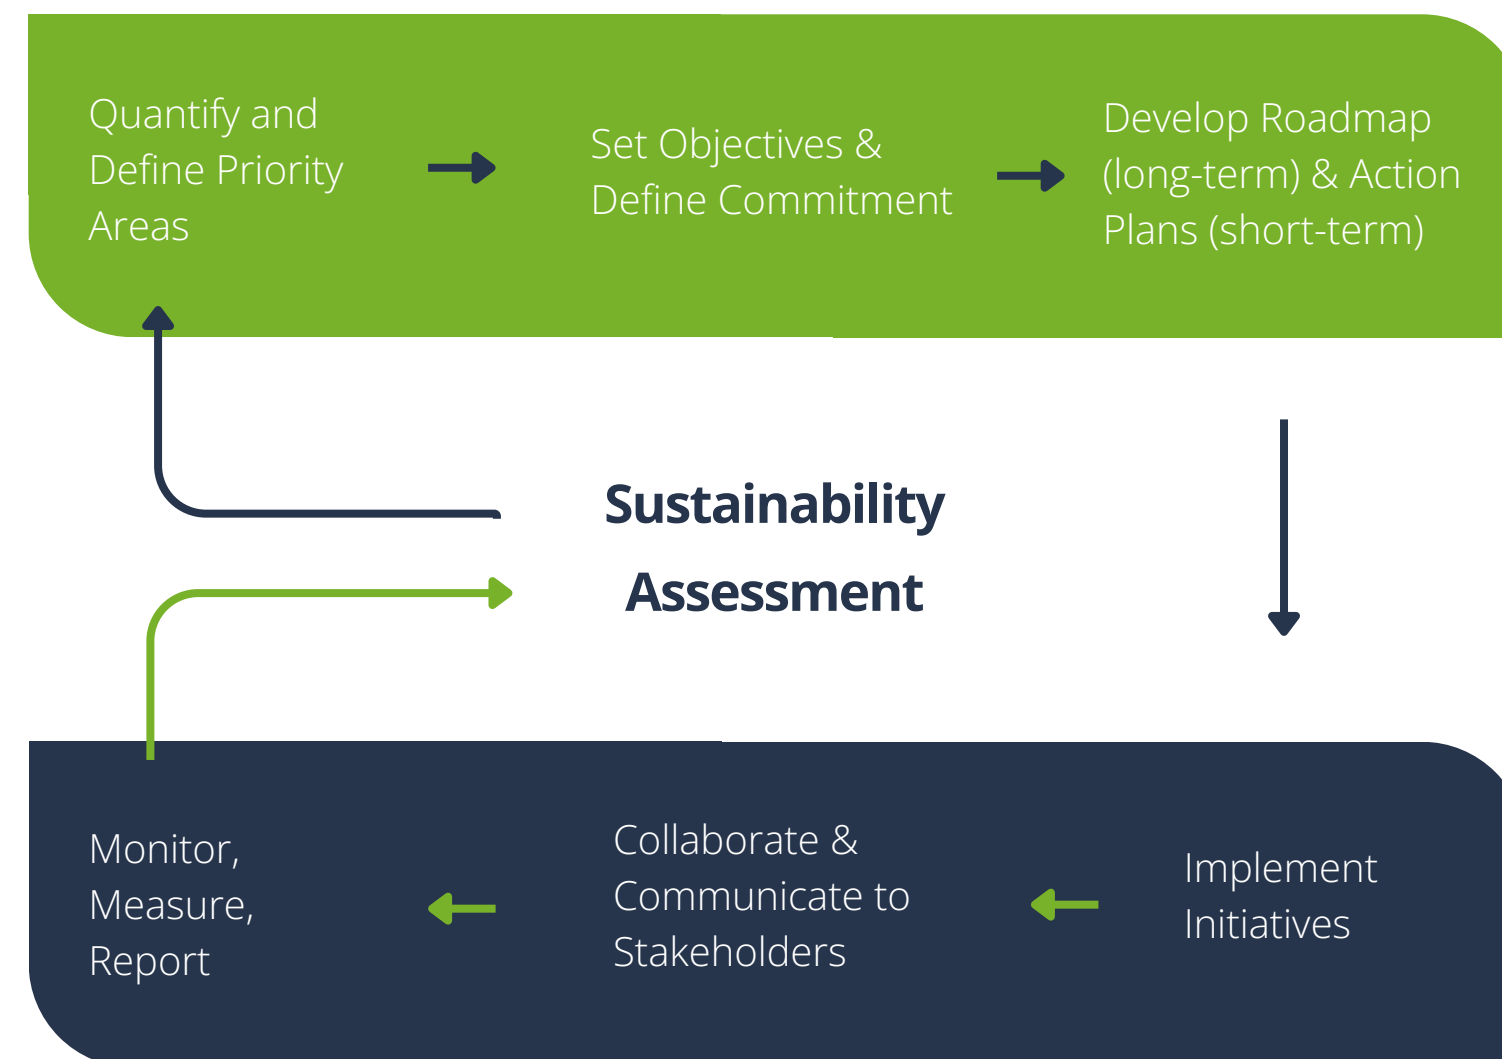 Quantify and
Define Priority
Areas
Set Objectives &
Define Commitment
Develop Roadmap
(long-term) & Action
Plans (short-term)
Sustainability
Assessment
Monitor,
Measure,
Report
Collaborate &
Communicate to
Stakeholders
Implement
Initiatives